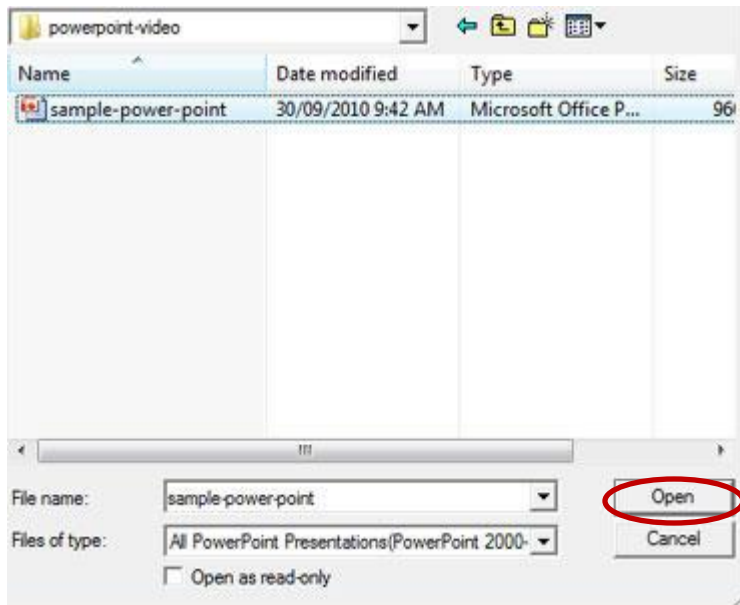 powerpoint-video
Name Date modified Type Size
sample-power-point 30/09/2010 9:42 AM Microsoft Office P... 96
File name: sample-power-point Open
Files of type: All PowerPoint Presentations(PowerPoint 2000- Cancel
Open as read-only